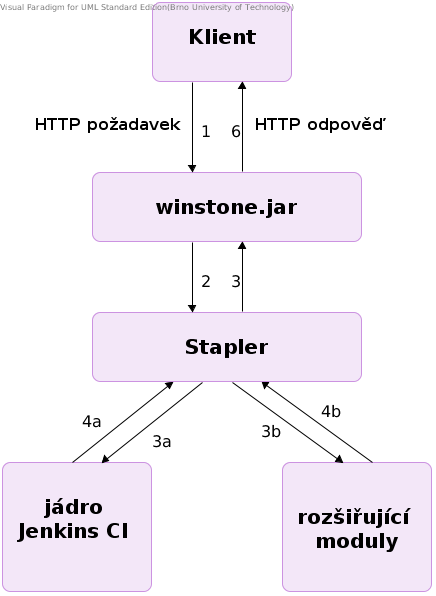 Visual Paradigm for UML Standard Edition(Brno University of Technology)
Klient
HTTP požadavek
1
6
HTTP odpověď
winstone.jar
2
3
Stapler
4a
3a
3b
4b
jádro
Jenkins CI
rozšiřující
moduly